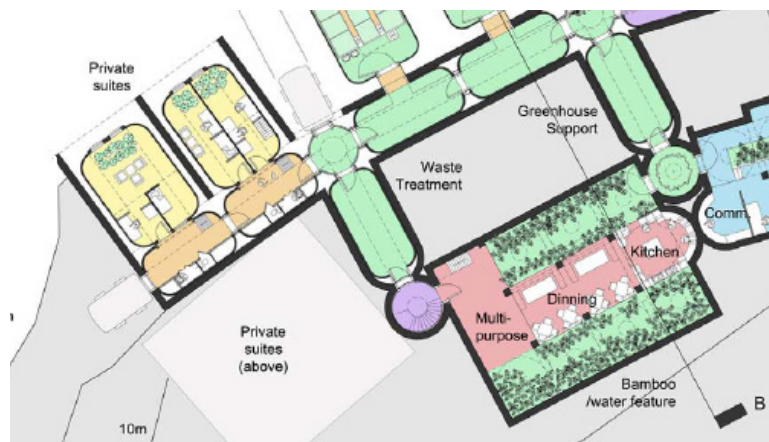 Private
suites
Greenhouse
Support
Waste
Treatment
Comm.
Kitchen
Dinning
Multi-
purpose
Private
suites
(above)
Bamboo
/water feature
B
10m